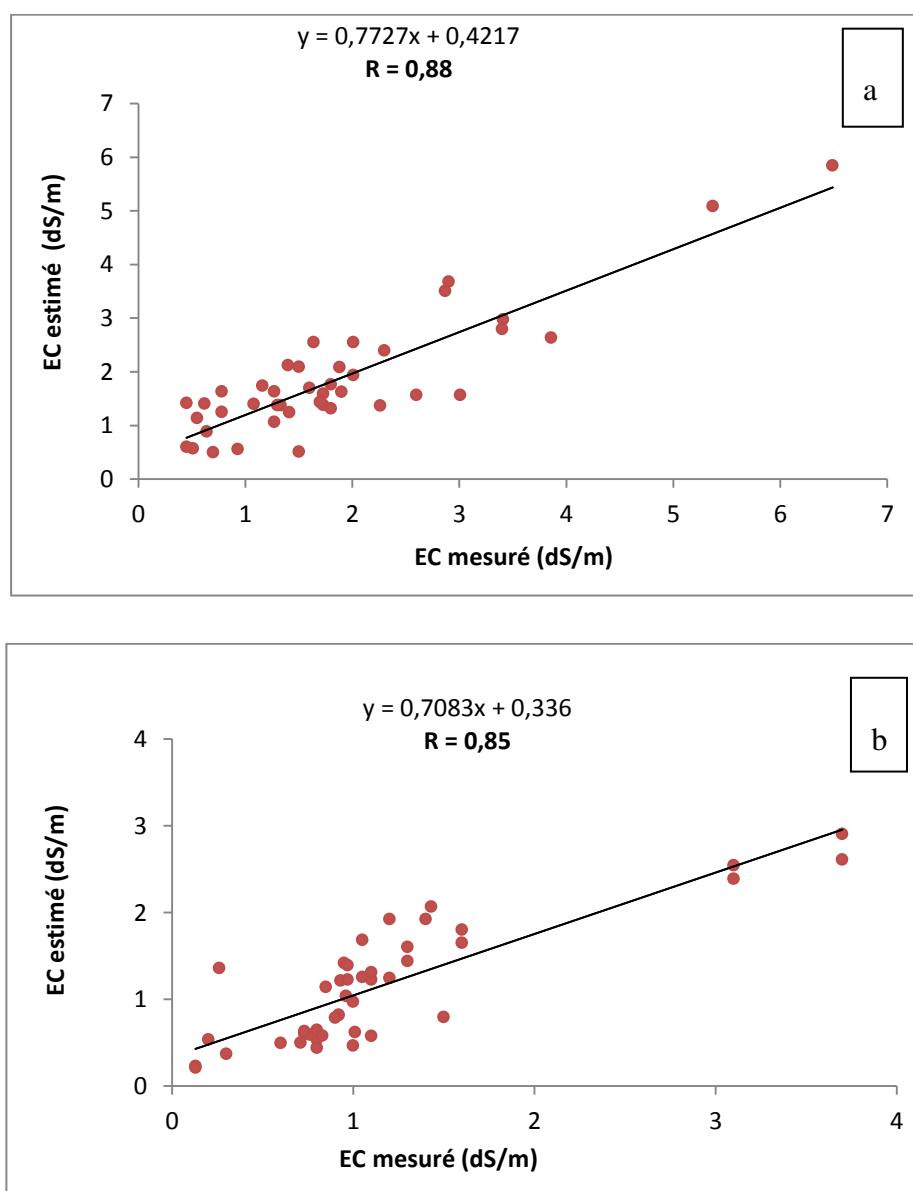 y = 0,7727x + 0,4217
R = 0,88
a
7
6
5
4
3
2
1
0
EC estimé (dS/m)
0 1 2 3 4 5 6 7
EC mesuré (dS/m)
y = 0,7083x + 0,336
R = 0,85
b
4
3
2
1
0
EC estimé (dS/m)
0 1 2 3 4
EC mesuré (dS/m)